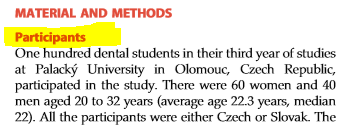 MATERIAL AND METHODS
Participants
One hundred dental students in their third year of studies
at Palacký University in Olomouc, Czech Republic,
participated in the study. There were 60 women and 40
men aged 20 to 32 years (average age 22.3 years, median
22). All the participants were either Czech or Slovak. The